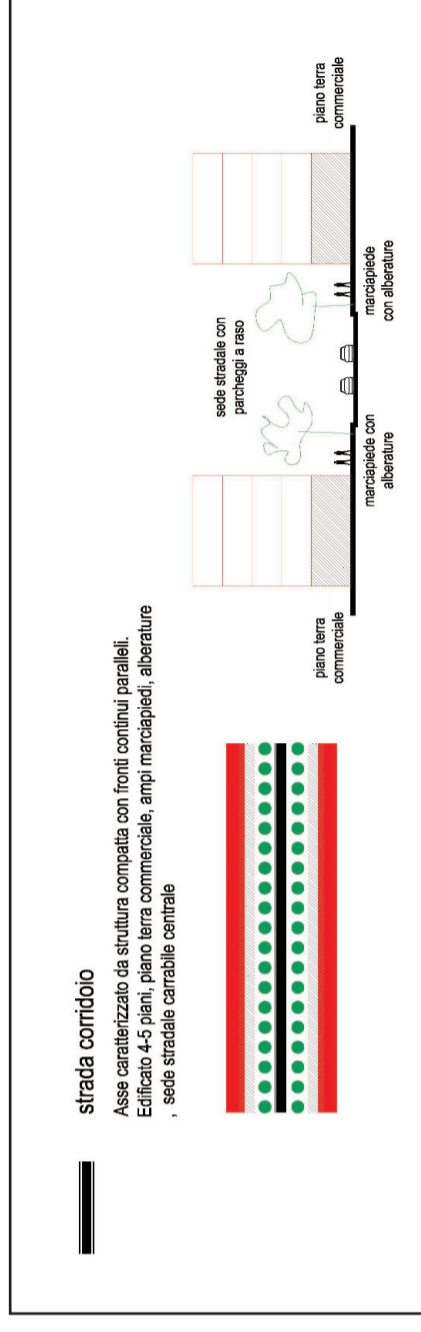 strada corridoio
Asse caratterizzato da struttura compatta con fronti continui paralleli.
Edificato 4-5 piani, piano terra commerciale, ampi marciapiedi, alberature
, sede stradale carrabile centrale
piano terra
commerciale
marciapiede con
alberature
sede stradale con
parcheggi a raso
marciapiede
con alberature
piano terra
commerciale